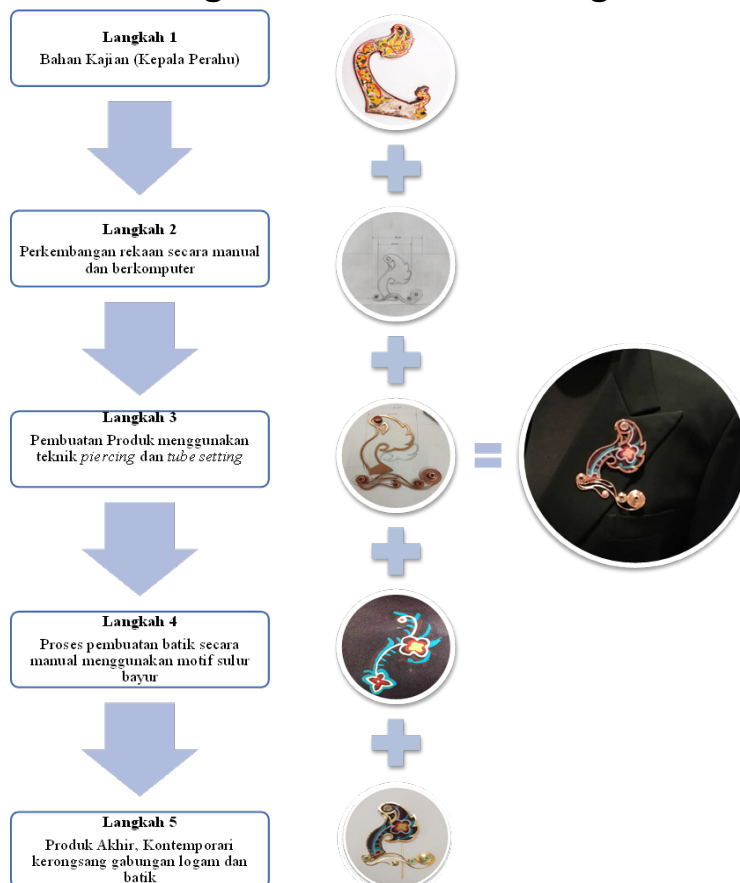 Langkah 1
Bahan Kajian (Kepala Perahu)
Langkah 2
Perkembangan rekaan secara manual
dan berkomputer
Langkah 3
Pembuatan Produk menggunakan
teknik piercing dan tube setting
Langkah 4
Proses pembuatan batik secara
manual menggunakan motif sulur
bayur
Langkah 5
Produk Akhir, Kontemporari
kerongsang gabungan logam dan
batik